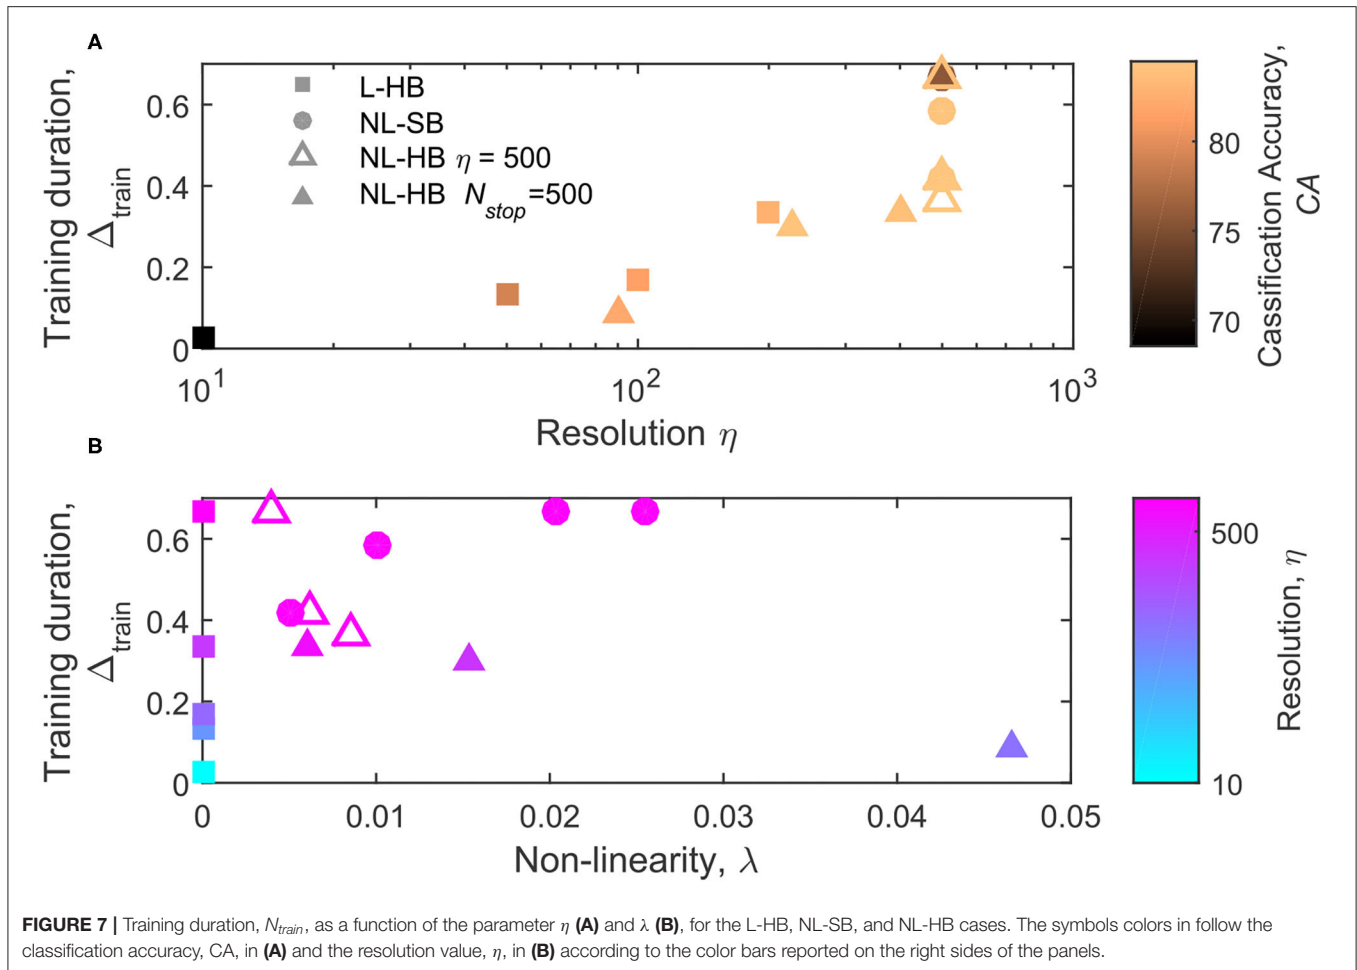 A
Training duration,
Δtrain
0.6
0.4
0.2
0
L-HB
NL-SB
NL-HB η = 500
NL-HB Nstop=500
10^1
10^2
10^3
Resolution η
80
75
70
Cassification Accuracy,
CA
B
Training duration,
Δtrain
0.6
0.4
0.2
0
0
0.01
0.02
0.03
0.04
0.05
Non-linearity, λ
500
10
Resolution, η
FIGURE 7 | Training duration, Ntrain, as a function of the parameter η (A) and λ (B), for the L-HB, NL-SB, and NL-HB cases. The symbols colors in follow the
classification accuracy, CA, in (A) and the resolution value, η, in (B) according to the color bars reported on the right sides of the panels.